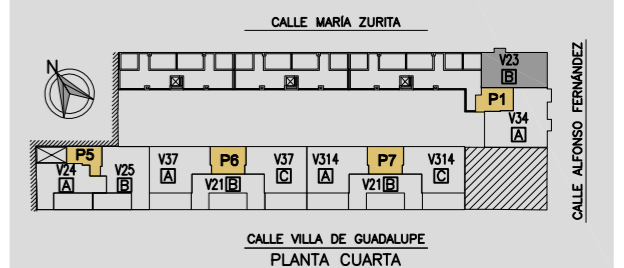 CALLE MARÍA ZURITA
N
V23
B
P1
V34
A
CALLE ALFONSO FERNÁNDEZ
P5
V24
A
V25
B
V37
A
P6
V21 B
V37
C
V314
A
P7
V21 B
V314
C
CALLE VILLA DE GUADALUPE
PLANTA CUARTA